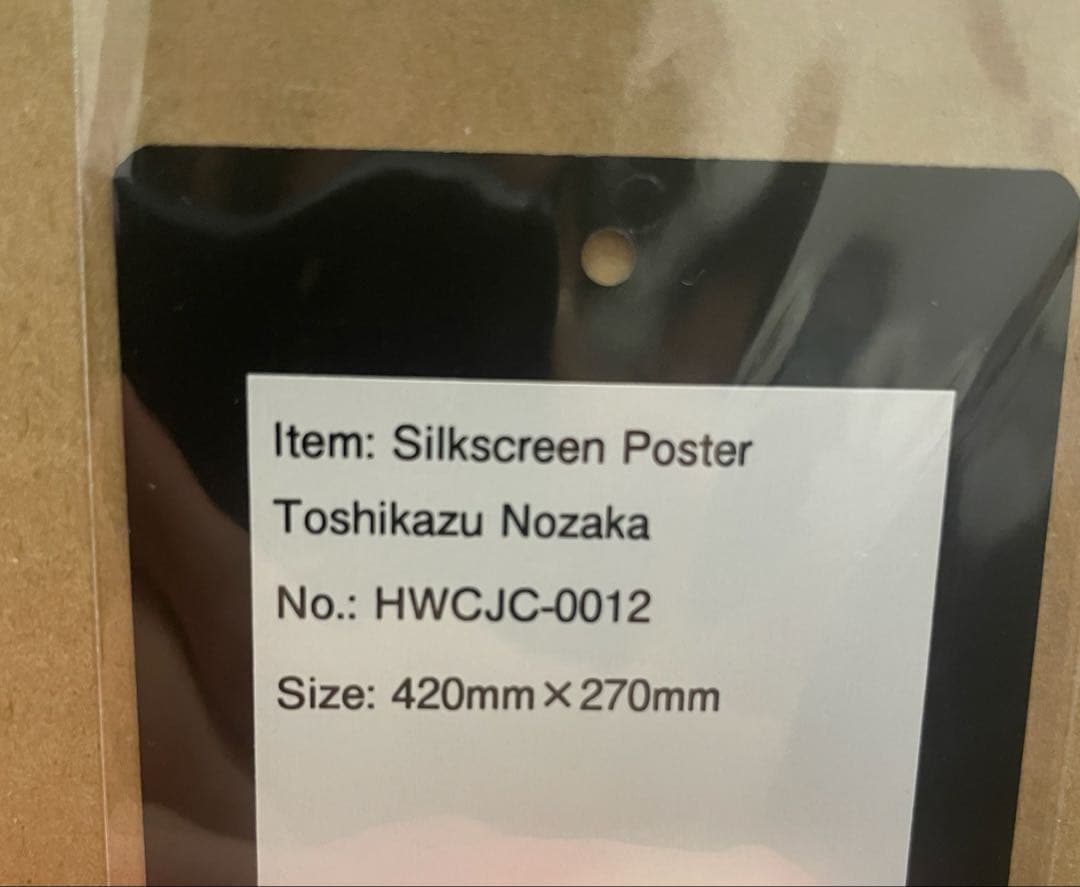 Item: Silkscreen Poster
Toshikazu Nozaka
No.: HWCJC-0012
Size: 420mm×270mm